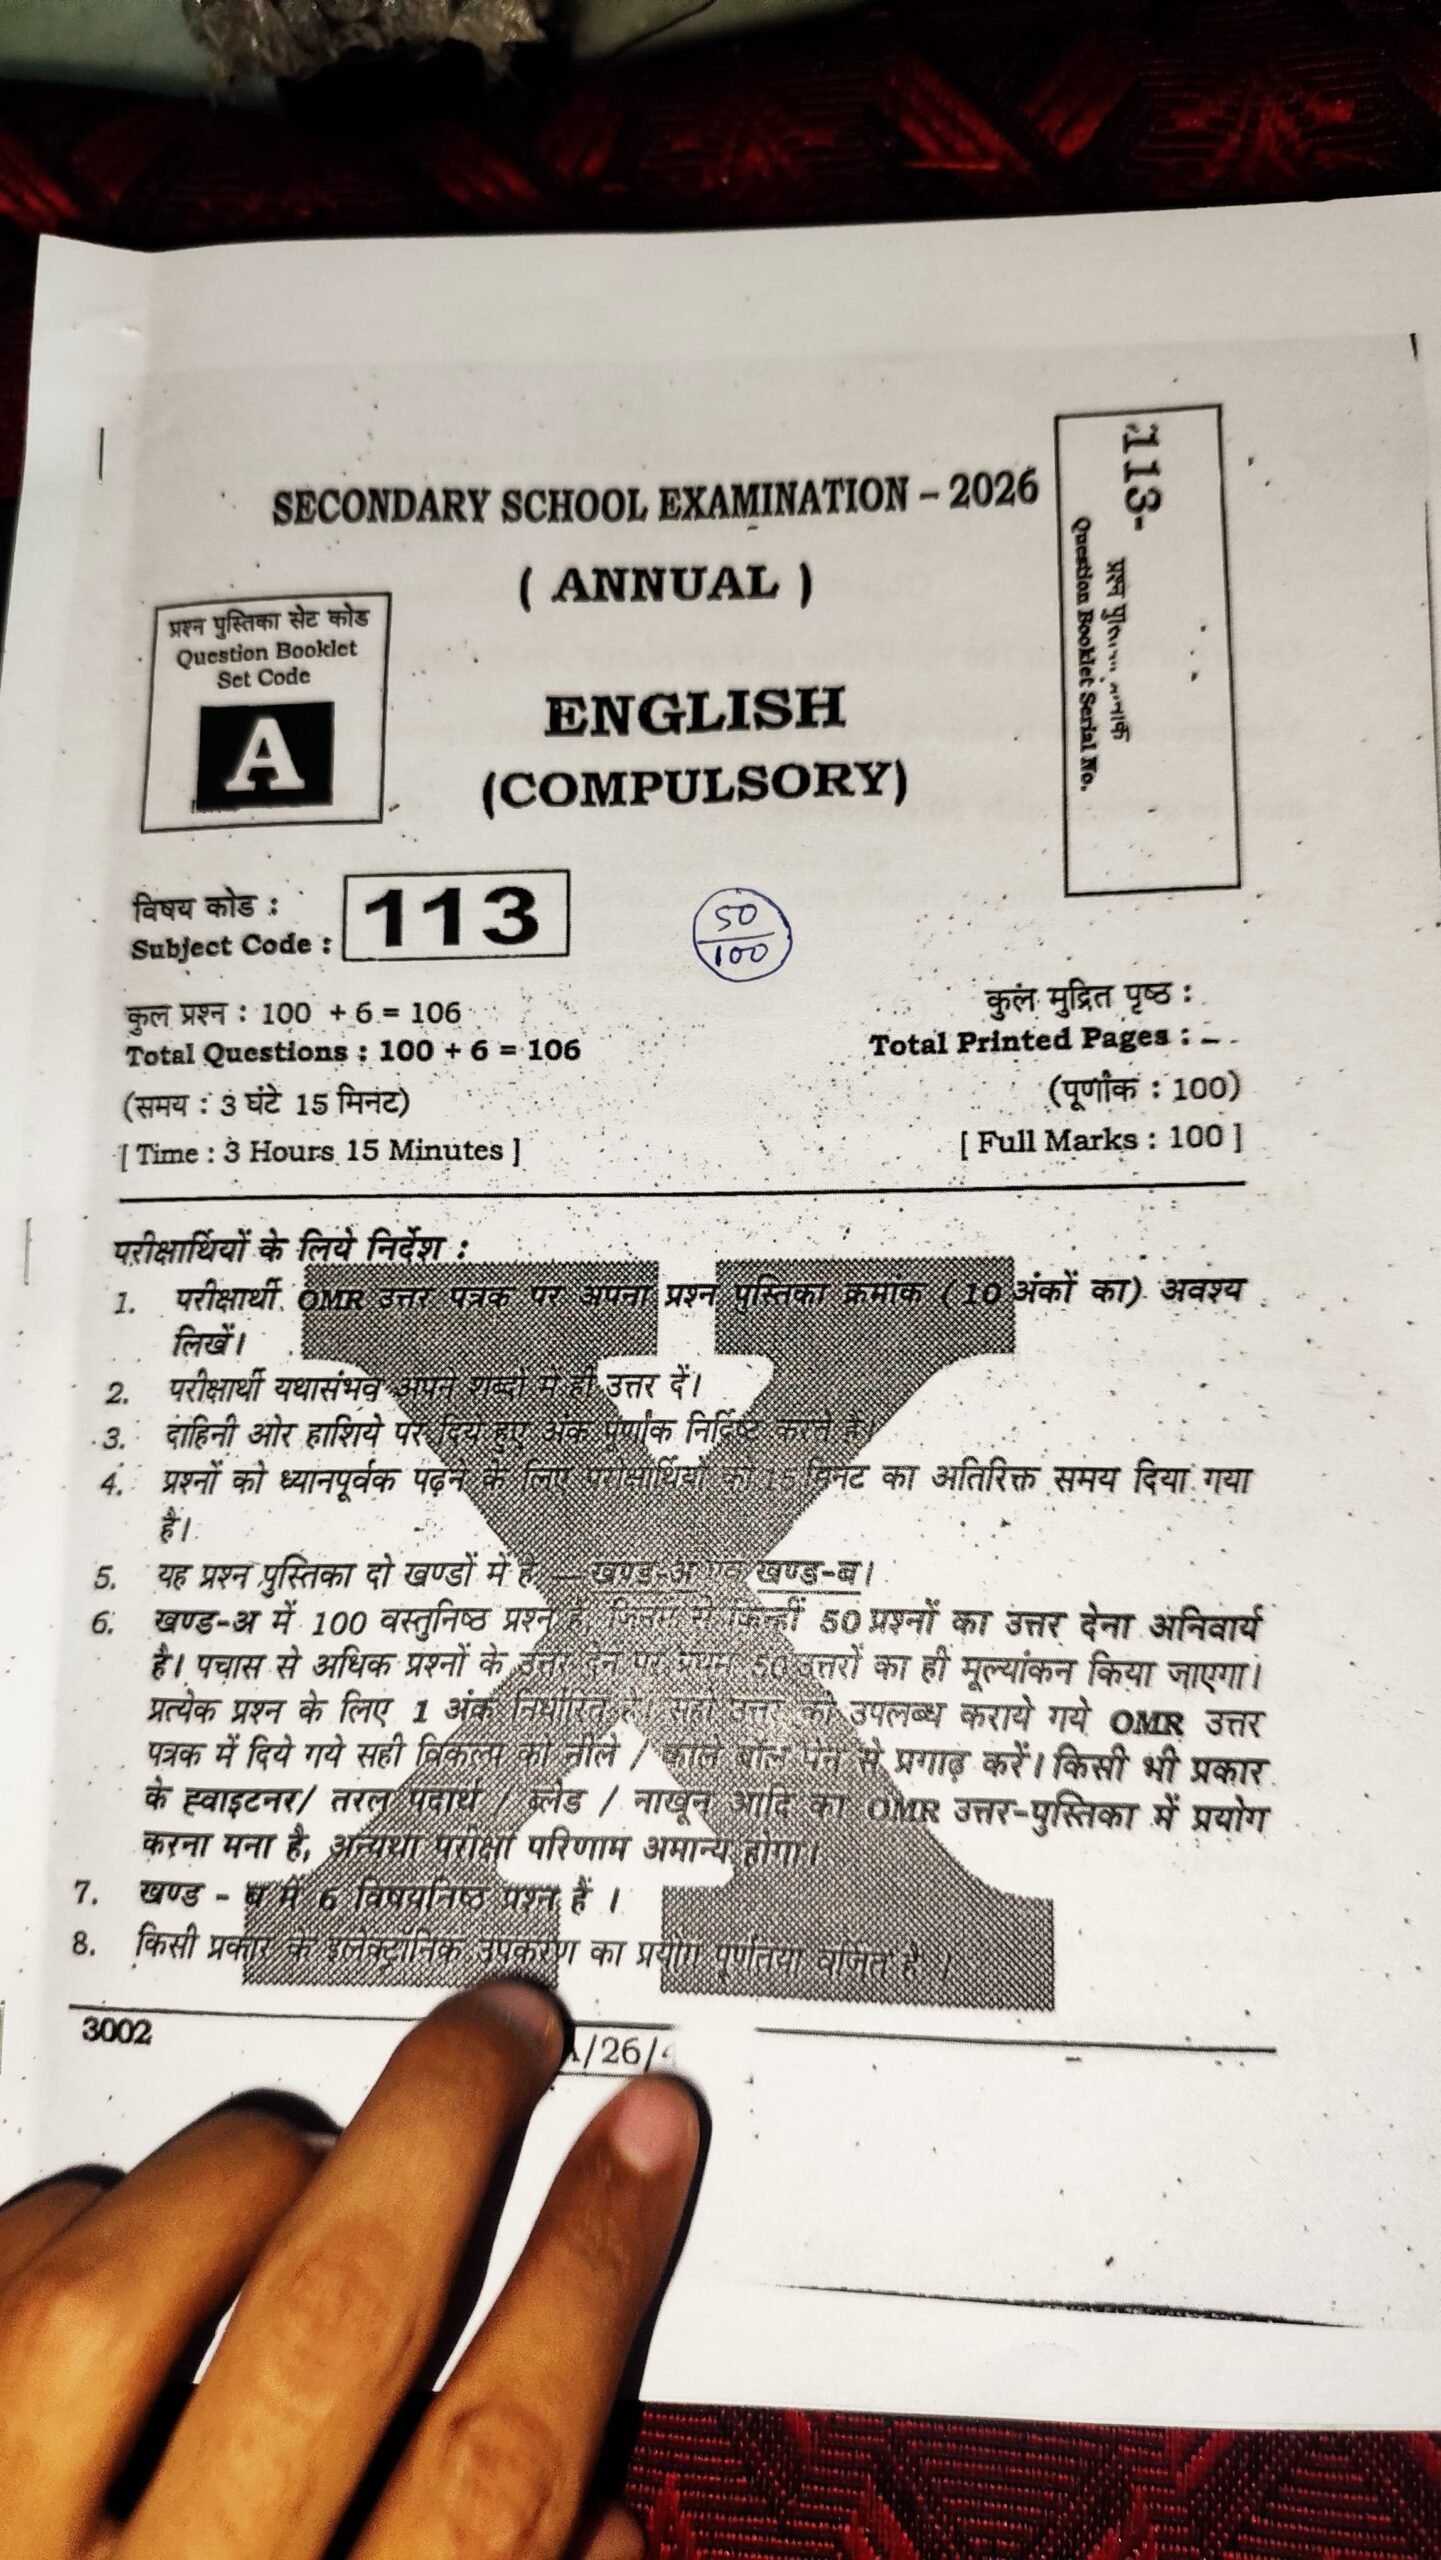 SECONDARY SCHOOL EXAMINATION – 2026
( ANNUAL )
प्रश्न पुस्तिका सेट कोड
Question Booklet
Set Code
A
ENGLISH
(COMPULSORY)
113-
प्रश्न
Question Booklet Serial No.
विषय कोड :
Subject Code :
113
50
100
कुल प्रश्न : 100 + 6 = 106
Total Questions : 100 + 6 = 106
(समय : 3 घंटे 15 मिनट)
[ Time : 3 Hours 15 Minutes ]
कुल मुद्रित पृष्ठ :
Total Printed Pages :
(पूर्णांक : 100)
[ Full Marks : 100 ]
परीक्षार्थियों के लिये निर्देश :
1. परीक्षार्थी OMR उत्तर पत्रक पर अपना प्रश्न पुस्तिका क्रमांक (10 अंकों का) अवश्य
लिखें।
2. परीक्षार्थी यथासंभव अपने शब्दों में ही उत्तर दें।
3. दाहिनी ओर हाशिये पर दिये हुए अंक पूर्णांक निर्दिष्ट करते हैं।
4. प्रश्नों को ध्यानपूर्वक पढ़ने के लिए परीक्षार्थियों को 15 मिनट का अतिरिक्त समय दिया गया
है।
5. यह प्रश्न पुस्तिका दो खण्डों में है — खण्ड-अ एवं खण्ड-ब।
6. खण्ड-अ में 100 वस्तुनिष्ठ प्रश्न हैं, जिनमें से किन्हीं 50 प्रश्नों का उत्तर देना अनिवार्य
है। पचास से अधिक प्रश्नों के उत्तर देने पर प्रथम 50 उत्तरों का ही मूल्यांकन किया जाएगा।
प्रत्येक प्रश्न के लिए 1 अंक निर्धारित है। सही उत्तर को उपलब्ध कराये गये OMR उत्तर
पत्रक में दिये गये सही विकल्प को नीले / काले बॉल पेन से प्रगाढ़ करें। किसी भी प्रकार
के ह्वाइटनर/ तरल पदार्थ / ब्लेड / नाखून आदि का OMR उत्तर-पुस्तिका में प्रयोग
करना मना है, अन्यथा परीक्षा परिणाम अमान्य होगा।
7. खण्ड - ब में 6 विषयनिष्ठ प्रश्न हैं ।
8. किसी प्रकार के इलेक्ट्रॉनिक उपकरण का प्रयोग पूर्णतया वर्जित है ।
3002
/26/